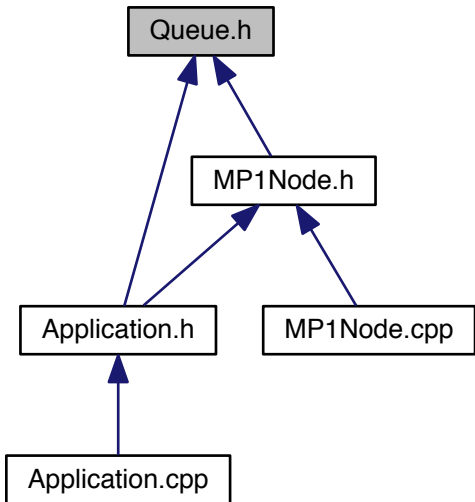 Queue.h
MP1Node.h
Application.h
MP1Node.cpp
Application.cpp